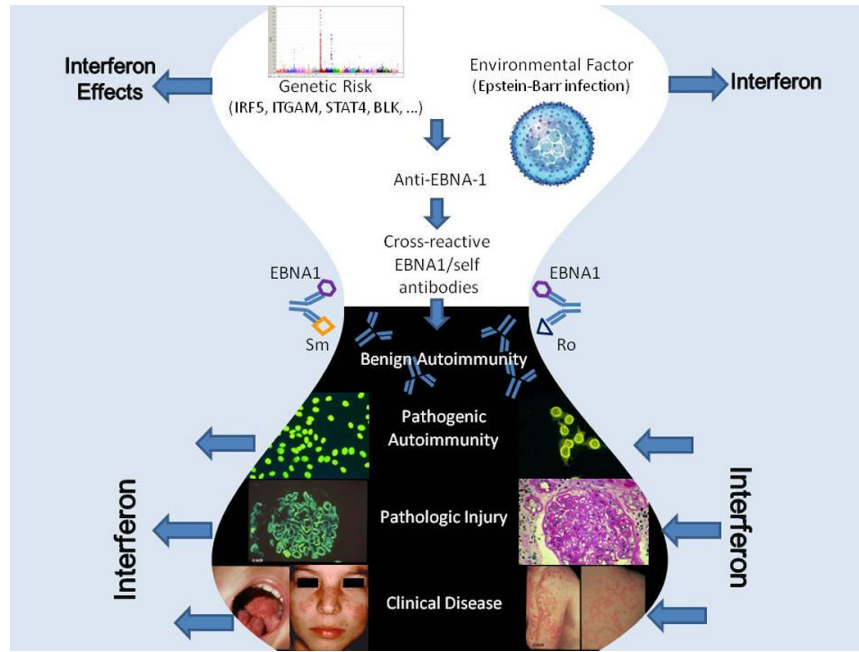 Interferon
Effects
Genetic Risk
(IRF5, ITGAM, STAT4, BLK, ...)
Environmental Factor
(Epstein-Barr infection)
Interferon
Anti-EBNA-1
Cross-reactive
EBNA1/self
antibodies
EBNA1
Sm
EBNA1
Ro
Benign Autoimmunity
Pathogenic
Autoimmunity
Pathologic Injury
Clinical Disease
Interferon
Interferon